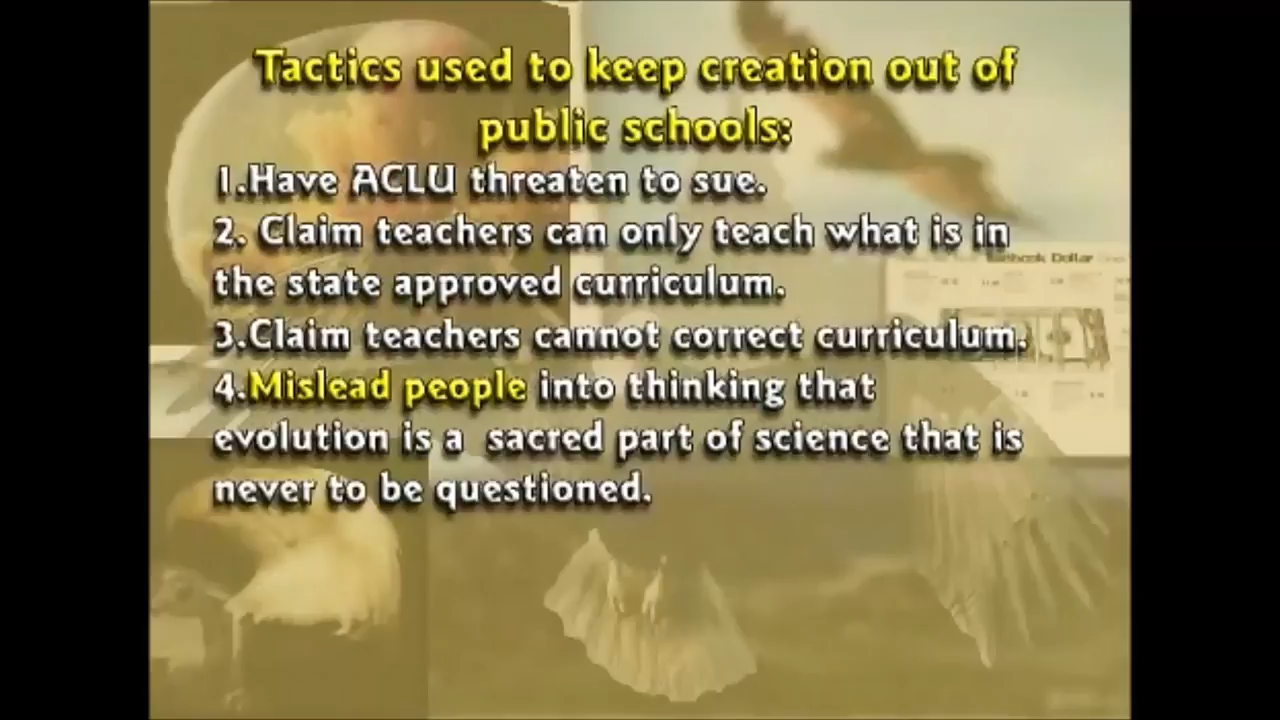 Tactics used to keep creation out of
public schools:
1.Have ACLU threaten to sue.
2. Claim teachers can only teach what is in
the state approved curriculum.
3.Claim teachers cannot correct curriculum.
4.Mislead people into thinking that
evolution is a sacred part of science that is
never to be questioned.
Dollar